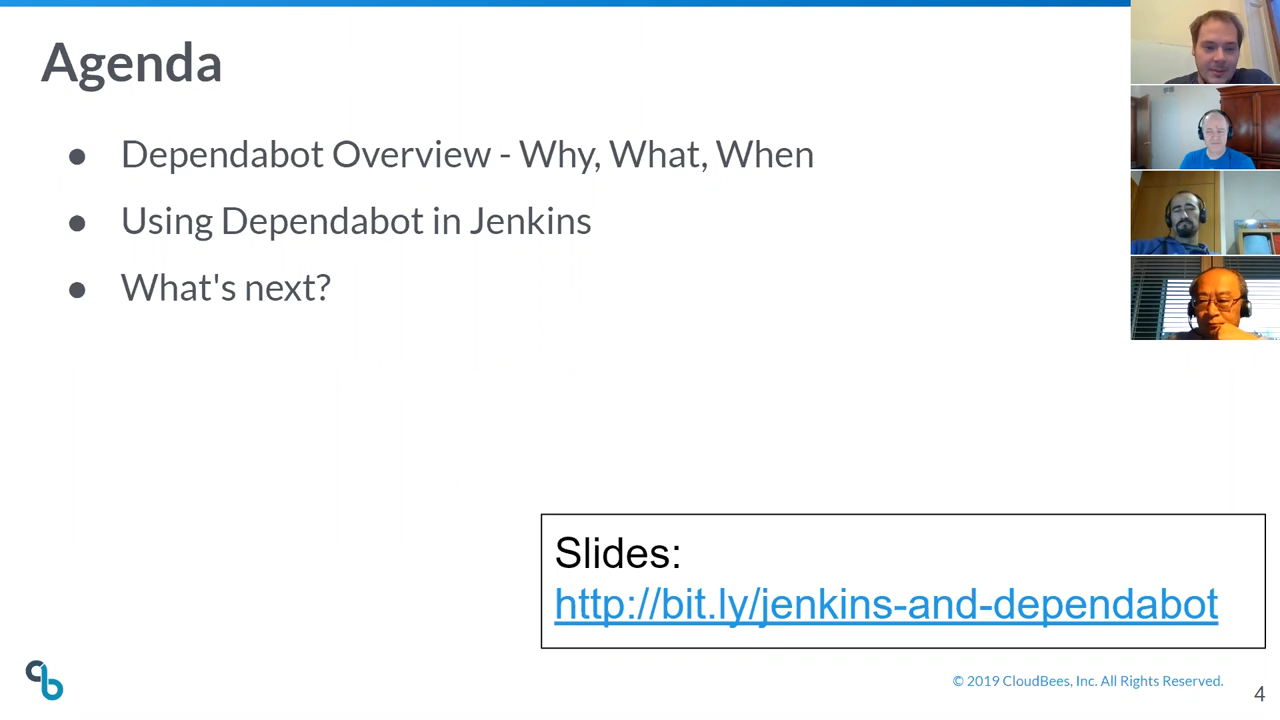 Agenda
● Dependabot Overview - Why, What, When
● Using Dependabot in Jenkins
● What's next?
Slides:
http://bit.ly/jenkins-and-dependabot
© 2019 CloudBees, Inc. All Rights Reserved.
4